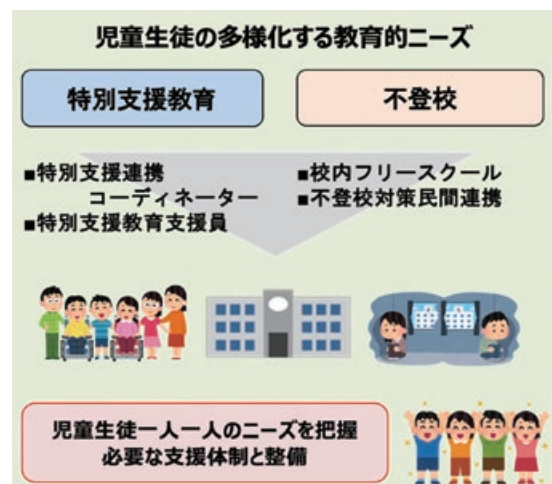 児童生徒の多様化する教育的ニーズ
特別支援教育
不登校
■特別支援連携
コーディネーター
■特別支援教育支援員
■校内フリースクール
■不登校対策民間連携
児童生徒一人一人のニーズを把握
必要な支援体制と整備